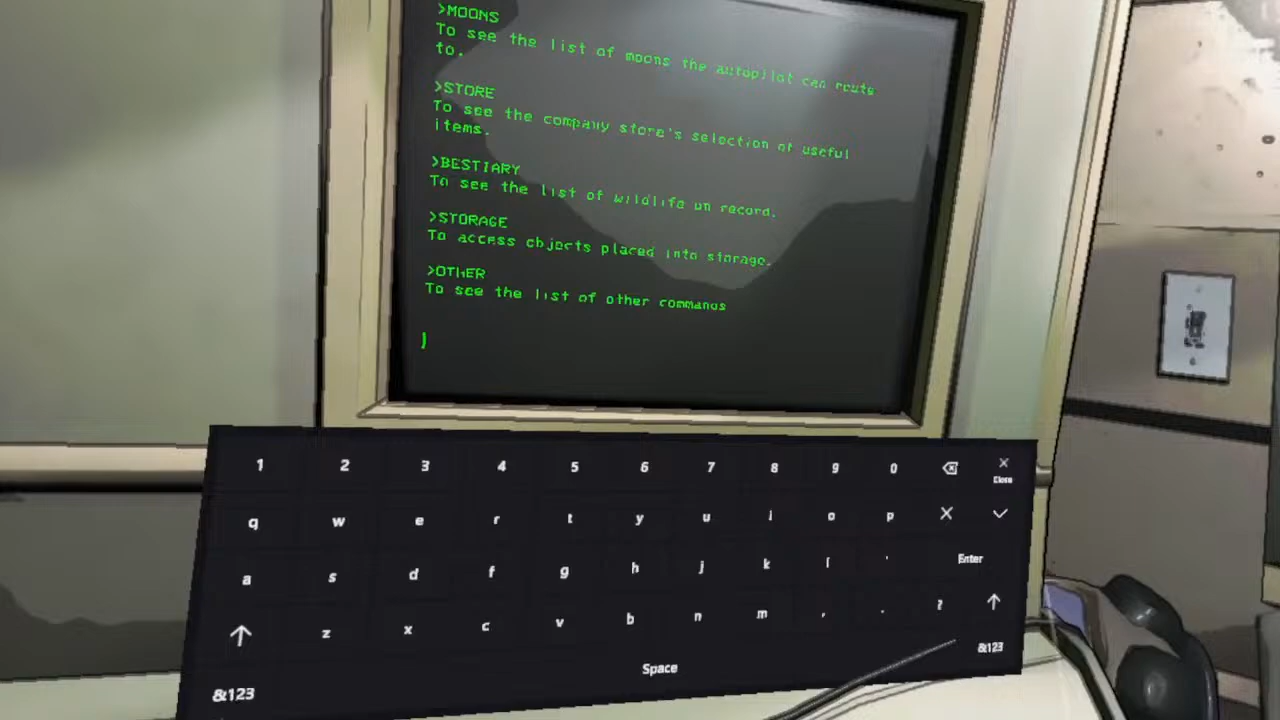 >MOONS
To see the list of moons the autopilot can route
to.
>STORE
To see the company store's selection of useful
items.
>BESTIARY
To see the list of wildlife on record.
>STORAGE
To access objects placed into storage.
>OTHER
To see the list of other commands
1 2 3 4 5 6 7 8 9 0
Close
q w e r t y u i o p
a s d f g h j k l ' Enter
z x c v b n m , . ?
&123 Space &123